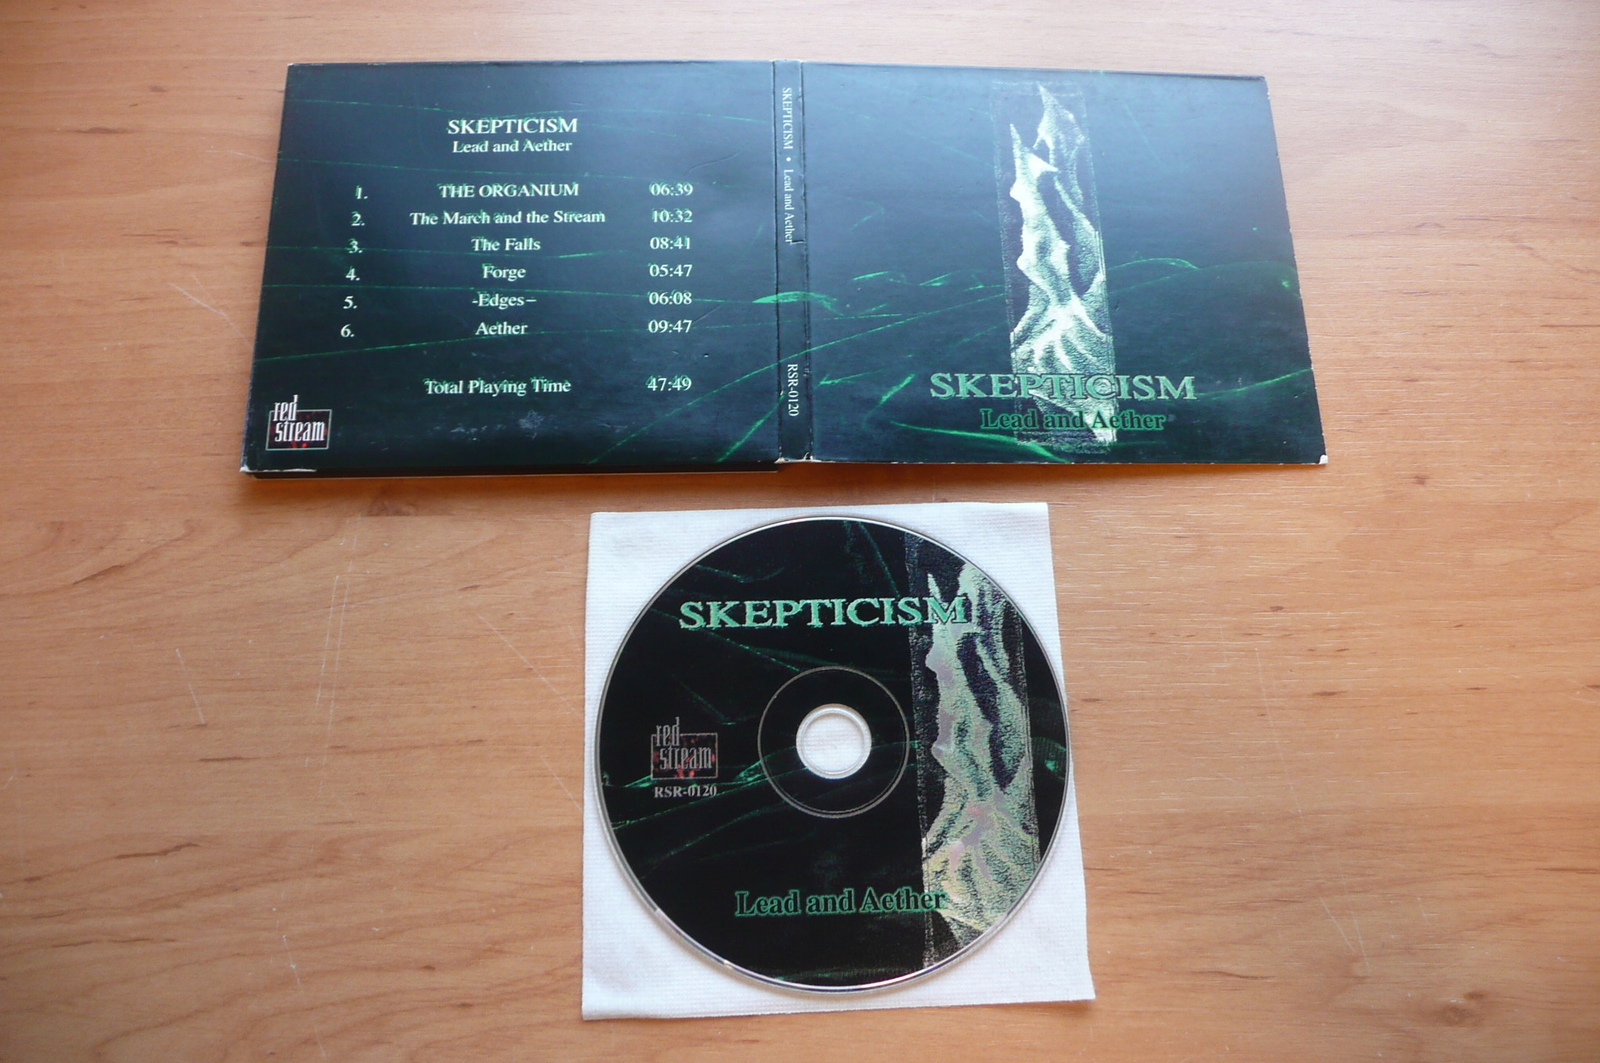 SKEPTICISM
Lead and Aether
1. THE ORGANIUM 06:39
2. The March and the Stream 10:32
3. The Falls 08:41
4. Forge 05:47
5. -Edges- 06:08
6. Aether 09:47
Total Playing Time 47:49
red
stream
SKEPTICISM • Lead and Aether RSR-0120
SKEPTICISM
Lead and Aether
SKEPTICISM
red
stream
RSR-0120
Lead and Aether